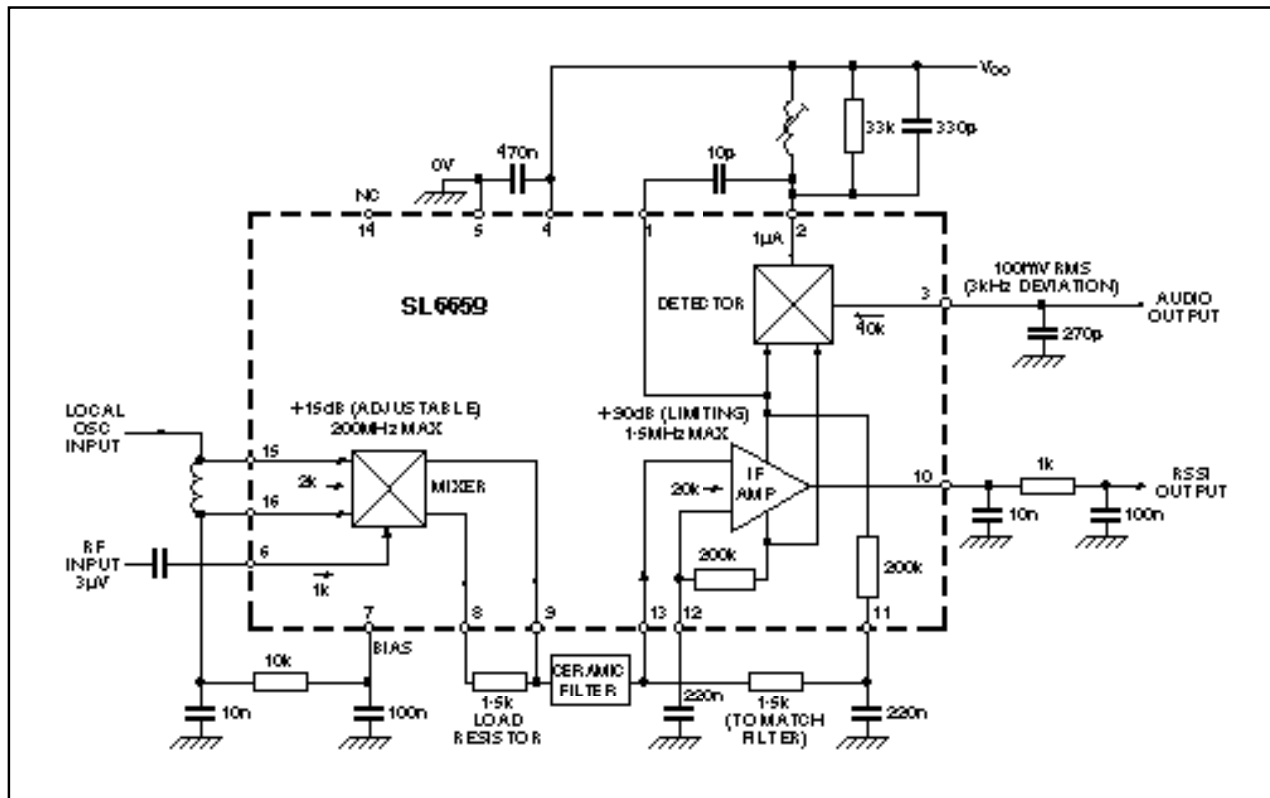 VCC
33k
330p
470n
0V
10p
NC
14
5
4
1
2
1µA
SL6659
DETECTOR
100mV RMS
(3kHz DEVIATION)
3
AUDIO
OUTPUT
40k
270p
+15dB (ADJUSTABLE)
200MHz MAX
+90dB (LIMITING)
1·5MHz MAX
LOCAL
OSC
INPUT
15
2k
MIXER
16
20k
IF
AMP
10
1k
RSSI
OUTPUT
10n
100n
RF
INPUT
3µV
6
1k
200k
200k
7
8
9
13
12
11
BIAS
10k
10n
100n
1·5k
LOAD
RESISTOR
CERAMIC
FILTER
220n
1·5k
(TO MATCH
FILTER)
220n